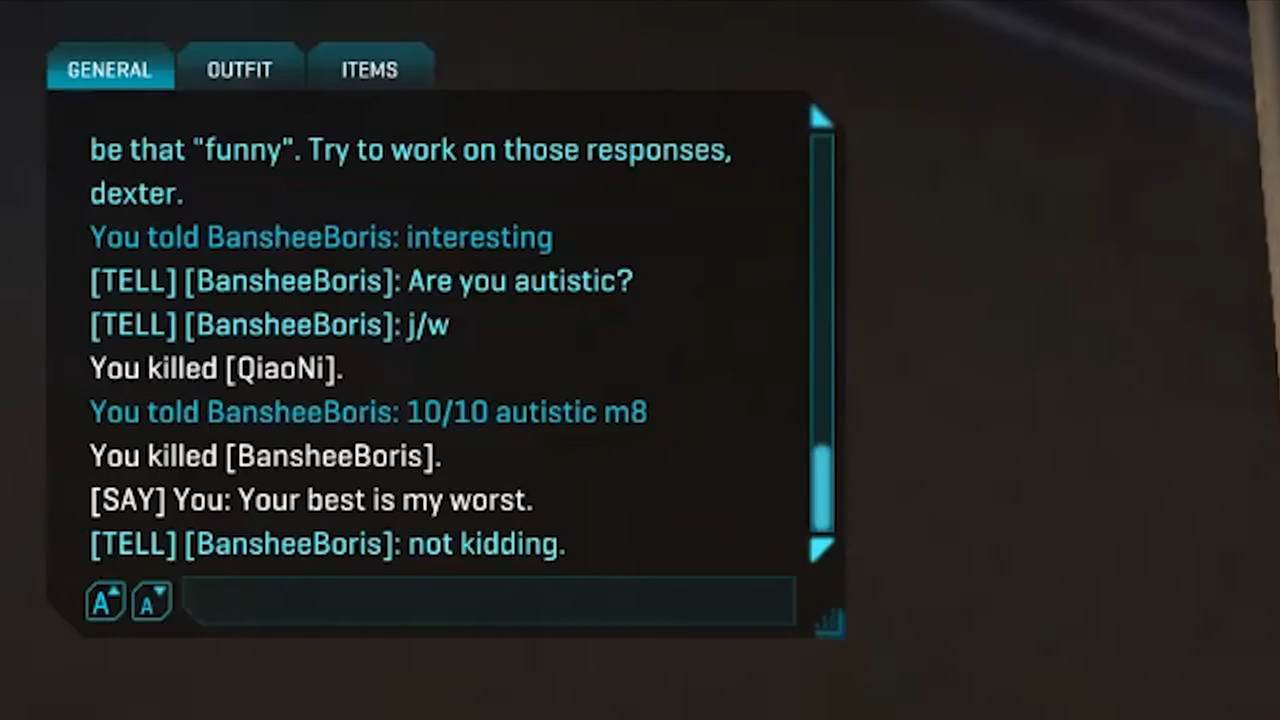 GENERAL OUTFIT ITEMS
be that "funny". Try to work on those responses,
dexter.
You told BansheeBoris: interesting
[TELL] [BansheeBoris]: Are you autistic?
[TELL] [BansheeBoris]: j/w
You killed [QiaoNi].
You told BansheeBoris: 10/10 autistic m8
You killed [BansheeBoris].
[SAY] You: Your best is my worst.
[TELL] [BansheeBoris]: not kidding.
A A